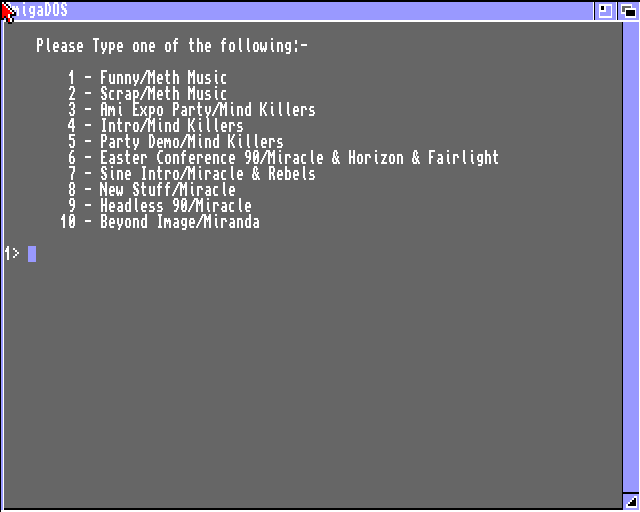 AmigaDOS
Please Type one of the following:-
1 - Funny/Meth Music
2 - Scrap/Meth Music
3 - Ami Expo Party/Mind Killers
4 - Intro/Mind Killers
5 - Party Demo/Mind Killers
6 - Easter Conference 90/Miracle & Horizon & Fairlight
7 - Sine Intro/Miracle & Rebels
8 - New Stuff/Miracle
9 - Headless 90/Miracle
10 - Beyond Image/Miranda
1>